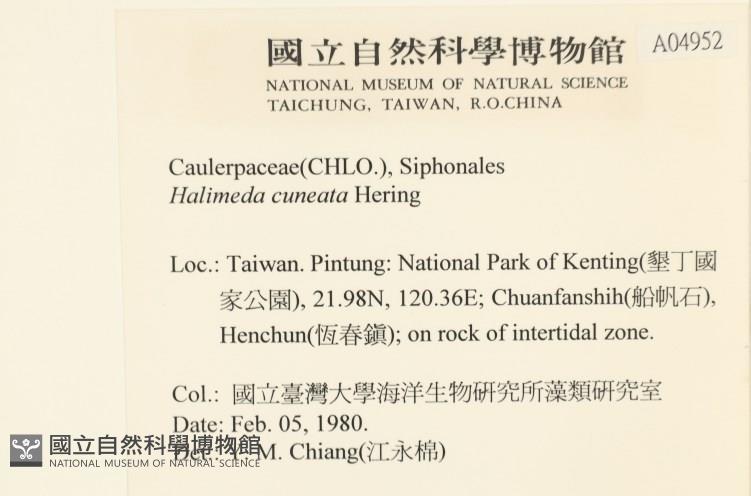 國立自然科學博物館 A04952
NATIONAL MUSEUM OF NATURAL SCIENCE
TAICHUNG, TAIWAN, R.O.CHINA
Caulerpaceae(CHLO.), Siphonales
Halimeda cuneata Hering
Loc.: Taiwan. Pintung: National Park of Kenting(墾丁國
家公園), 21.98N, 120.36E; Chuanfanshih(船帆石),
Henchun(恆春鎮); on rock of intertidal zone.
Col.: 國立臺灣大學海洋生物研究所藻類研究室
Date: Feb. 05, 1980.
M. Chiang(江永棉)
國立自然科學博物館
NATIONAL MUSEUM OF NATURAL SCIENCE